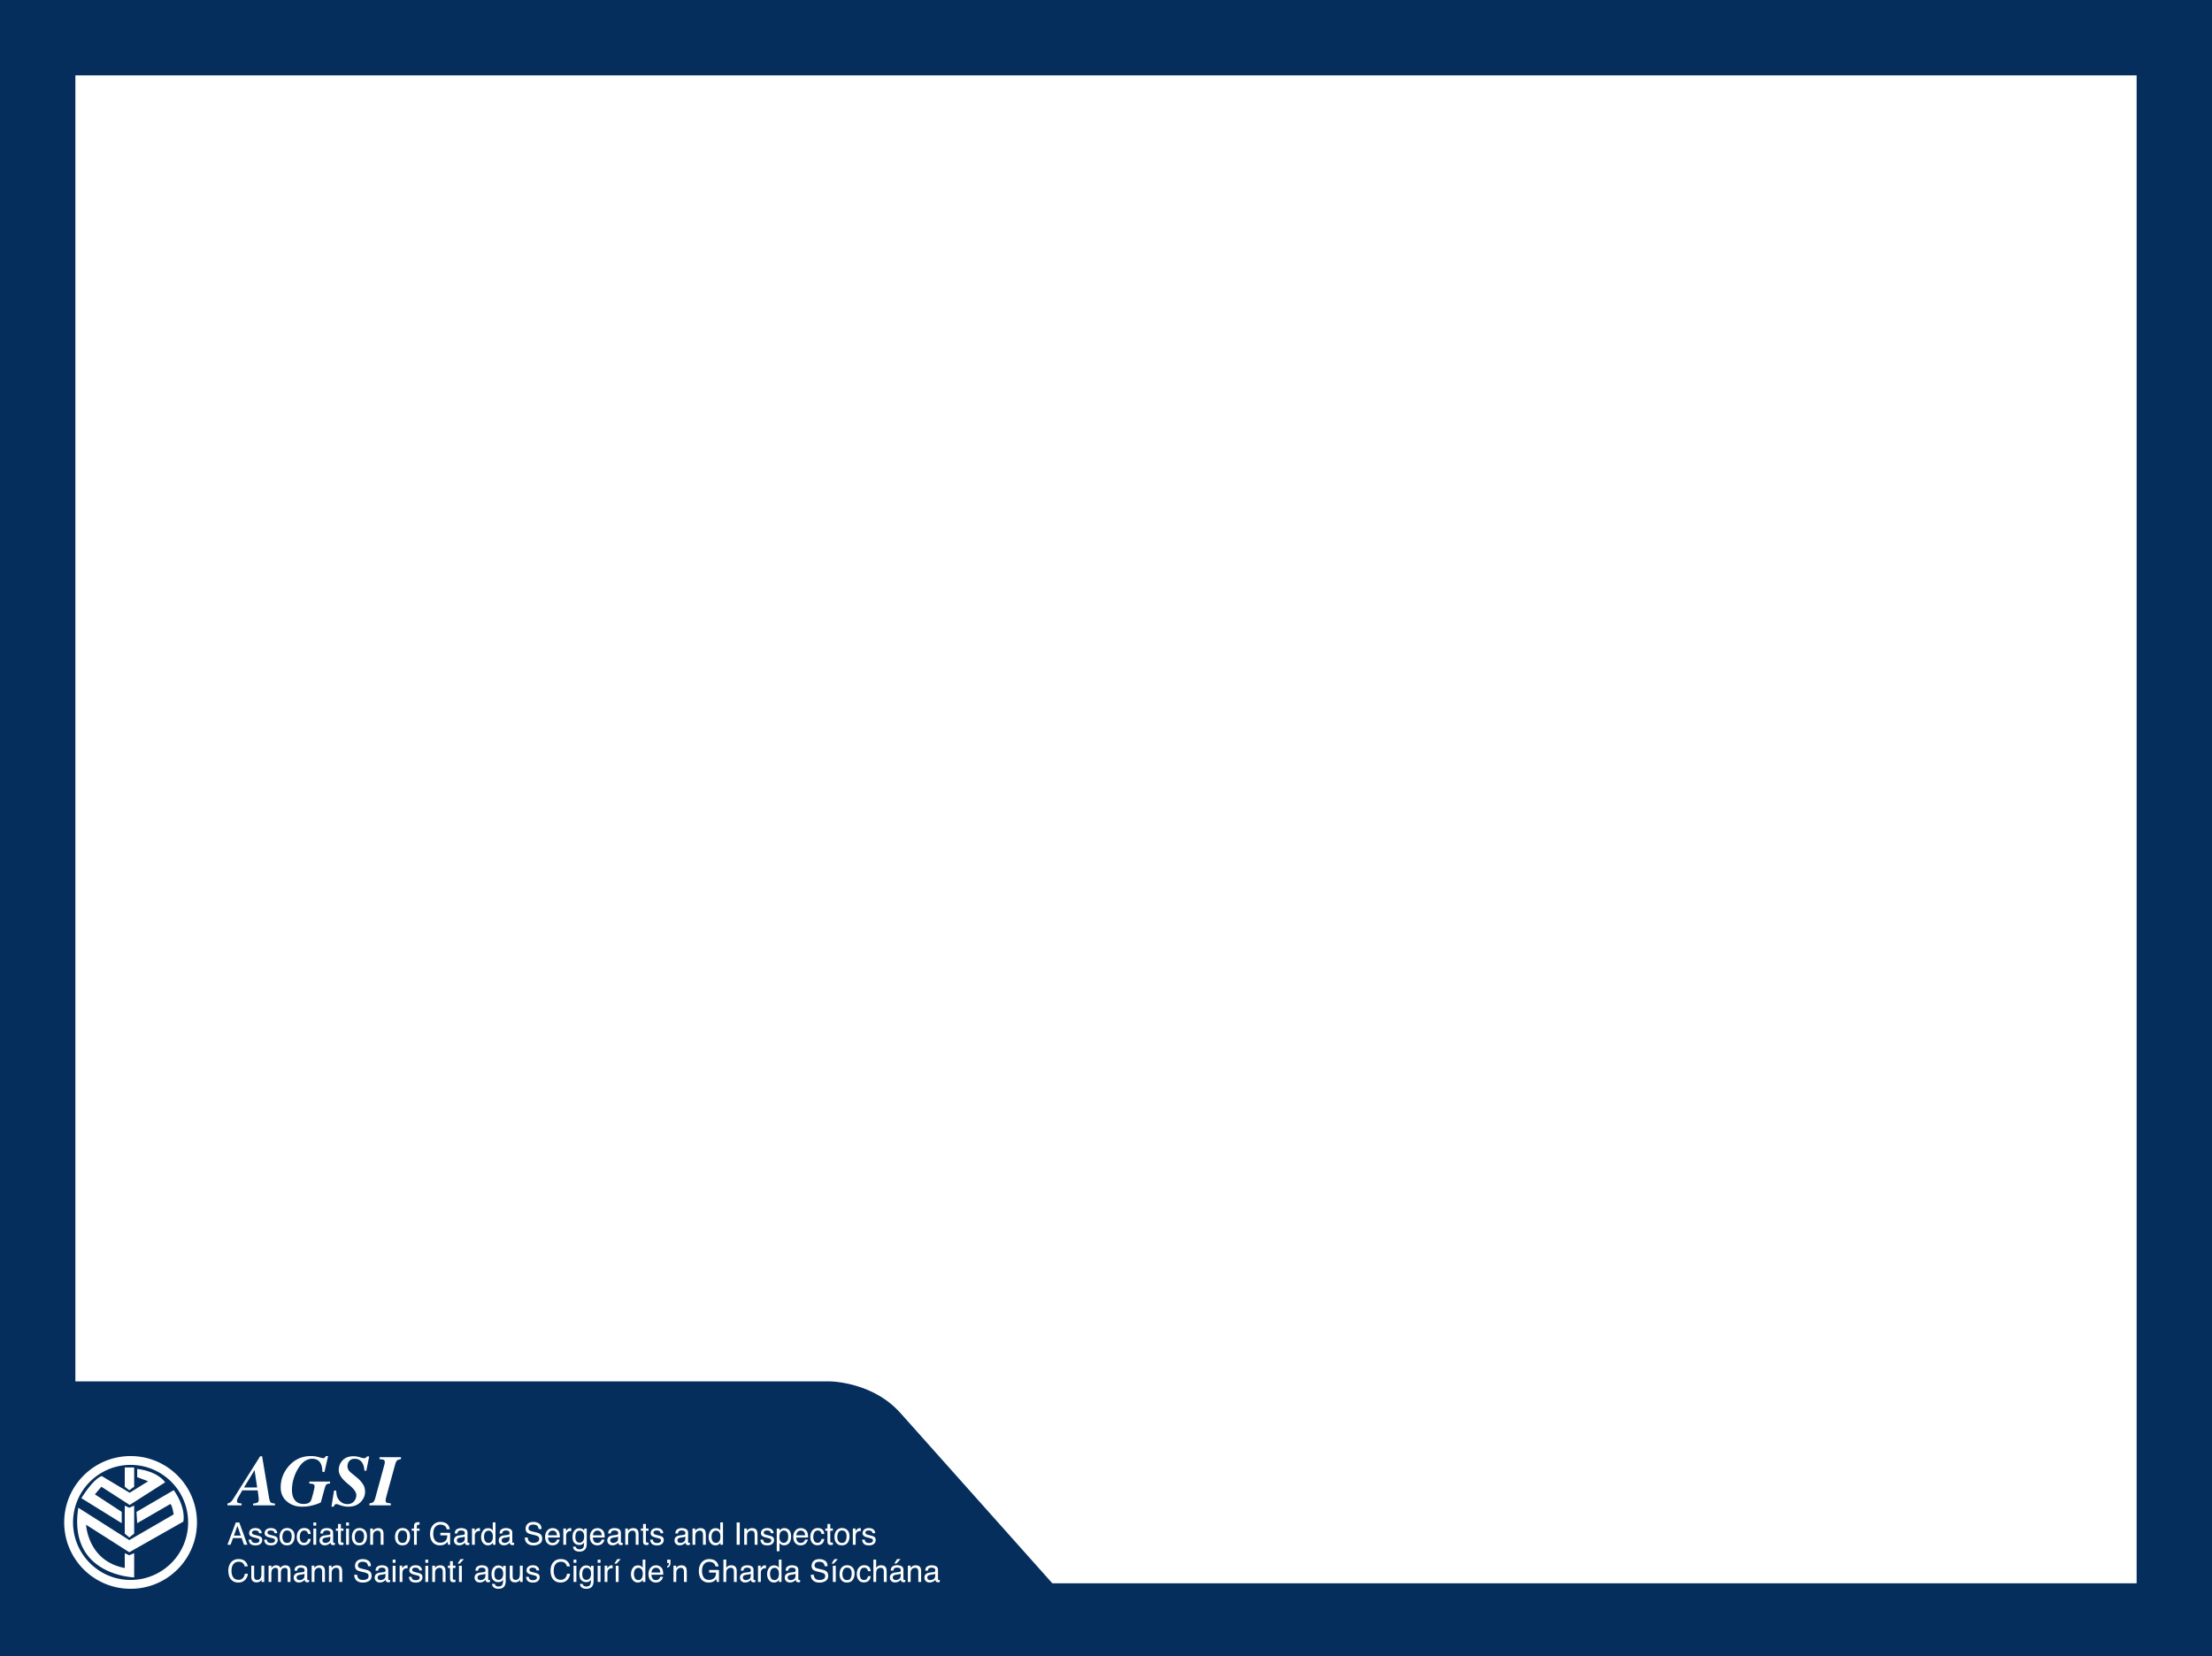 AGSI
Association of Garda Sergeants and Inspectors
Cumann Sairsintí agus Cigirí de’n Gharda Síochána